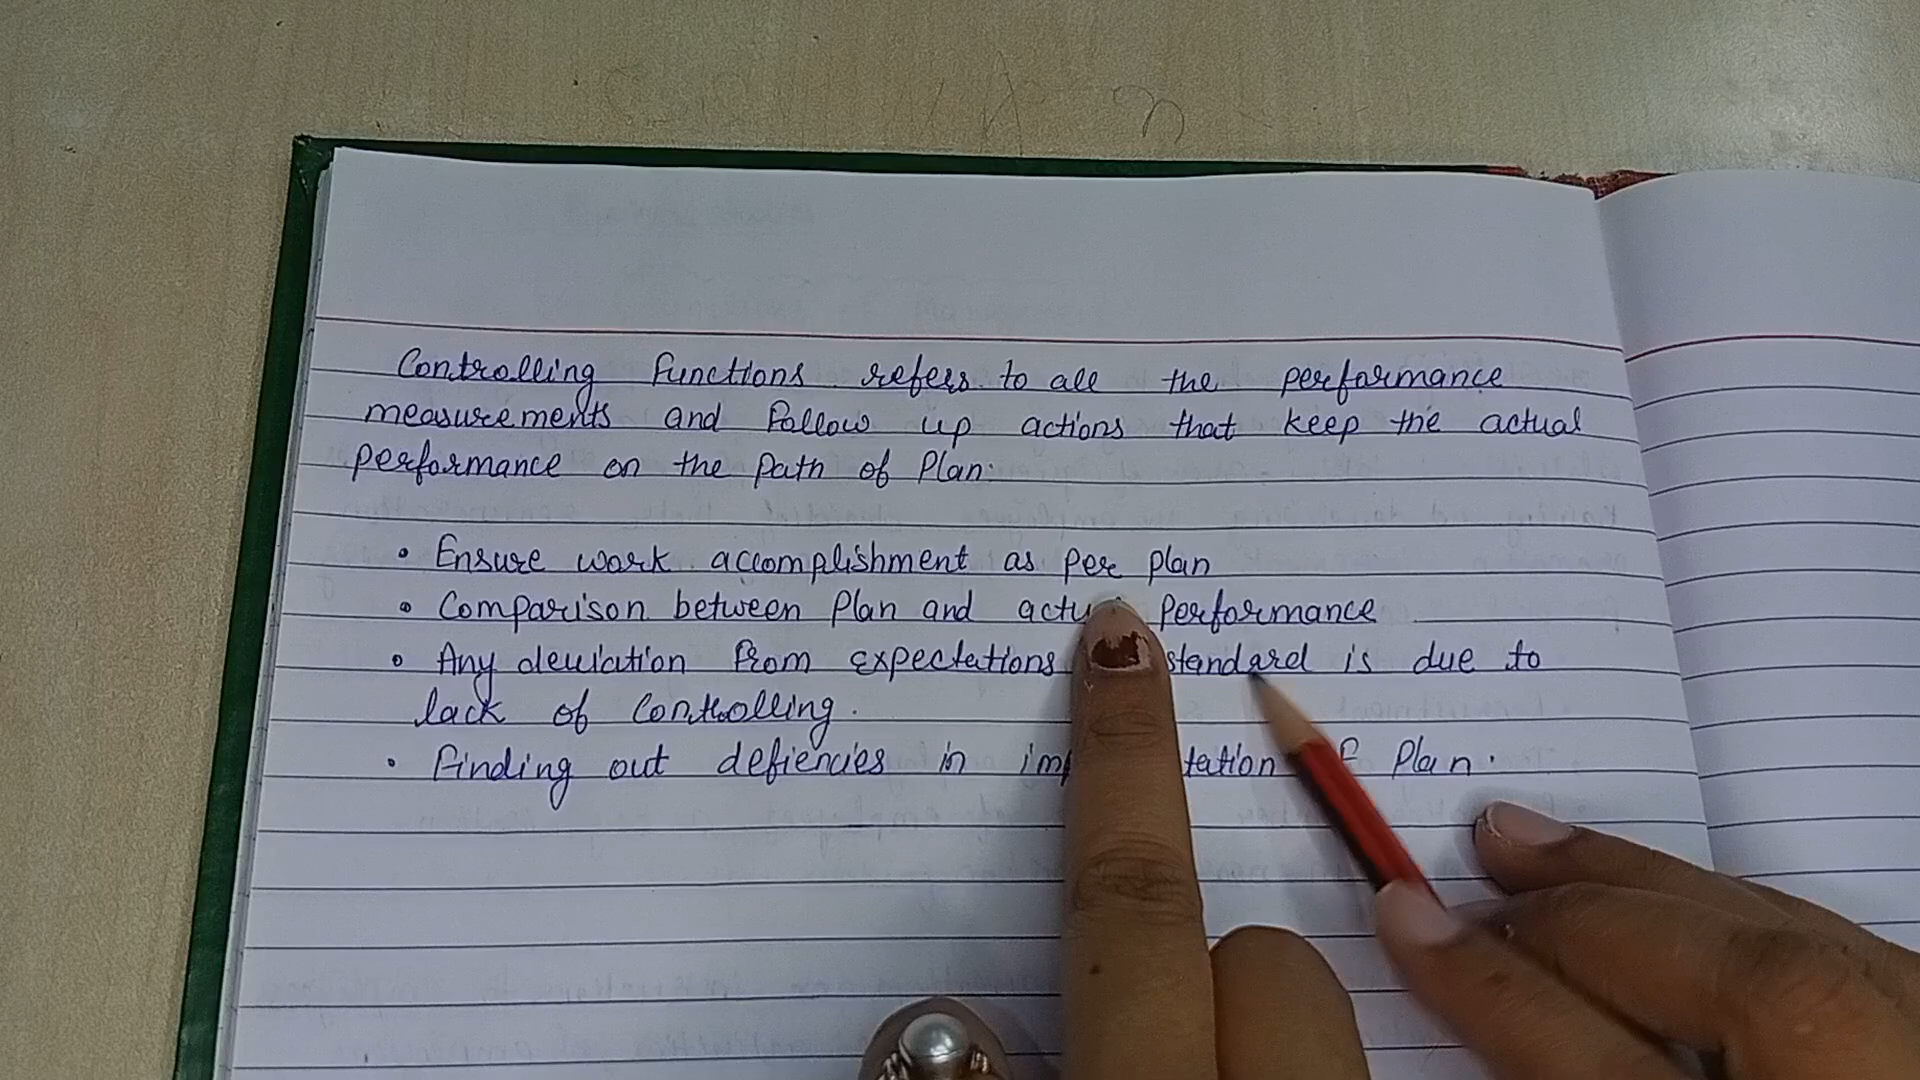 Controlling functions refers to all the performance
measurements and follow up actions that keep the actual
performance on the path of Plan.
• Ensure work accomplishment as per plan
• Comparison between Plan and performance
• Any deviation from expectations standard is due to
lack of Controlling.
• finding out defiencies in Plan.